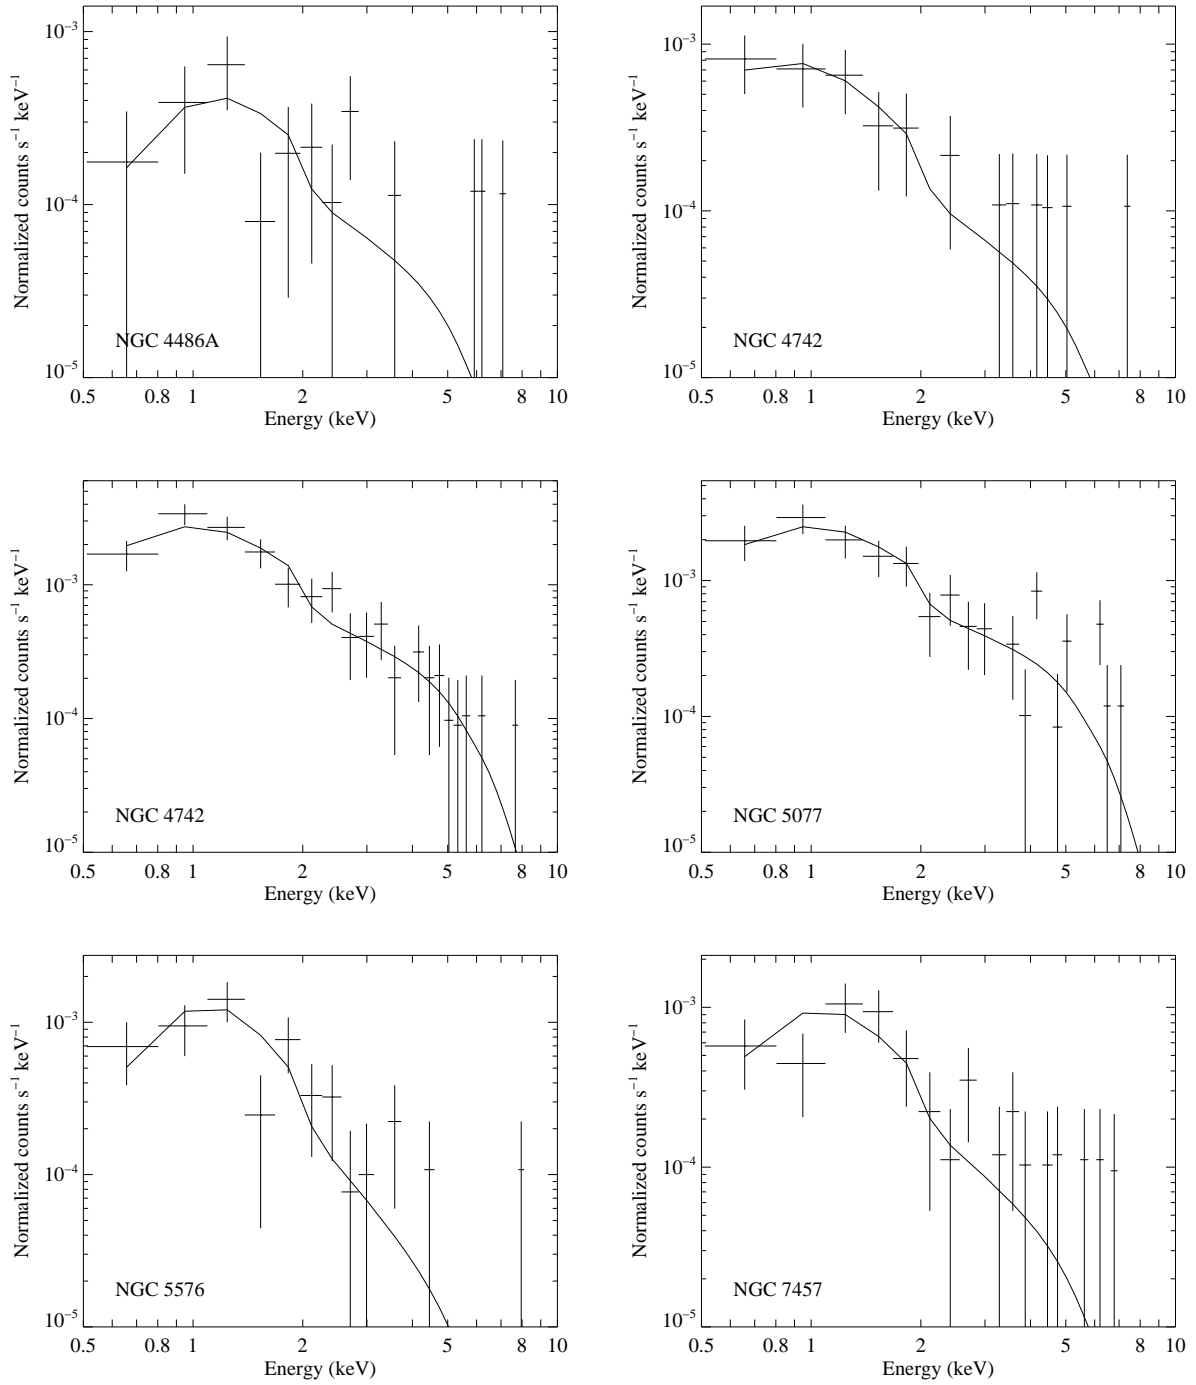 Normalized counts s⁻¹ keV⁻¹
10⁻³
10⁻⁴
10⁻⁵
NGC 4486A
0.5 0.8 1 2 5 8 10
Energy (keV)
Normalized counts s⁻¹ keV⁻¹
10⁻³
10⁻⁴
10⁻⁵
NGC 4742
0.5 0.8 1 2 5 8 10
Energy (keV)
Normalized counts s⁻¹ keV⁻¹
10⁻³
10⁻⁴
10⁻⁵
NGC 4742
0.5 0.8 1 2 5 8 10
Energy (keV)
Normalized counts s⁻¹ keV⁻¹
10⁻³
10⁻⁴
10⁻⁵
NGC 5077
0.5 0.8 1 2 5 8 10
Energy (keV)
Normalized counts s⁻¹ keV⁻¹
10⁻³
10⁻⁴
10⁻⁵
NGC 5576
0.5 0.8 1 2 5 8 10
Energy (keV)
Normalized counts s⁻¹ keV⁻¹
10⁻³
10⁻⁴
10⁻⁵
NGC 7457
0.5 0.8 1 2 5 8 10
Energy (keV)